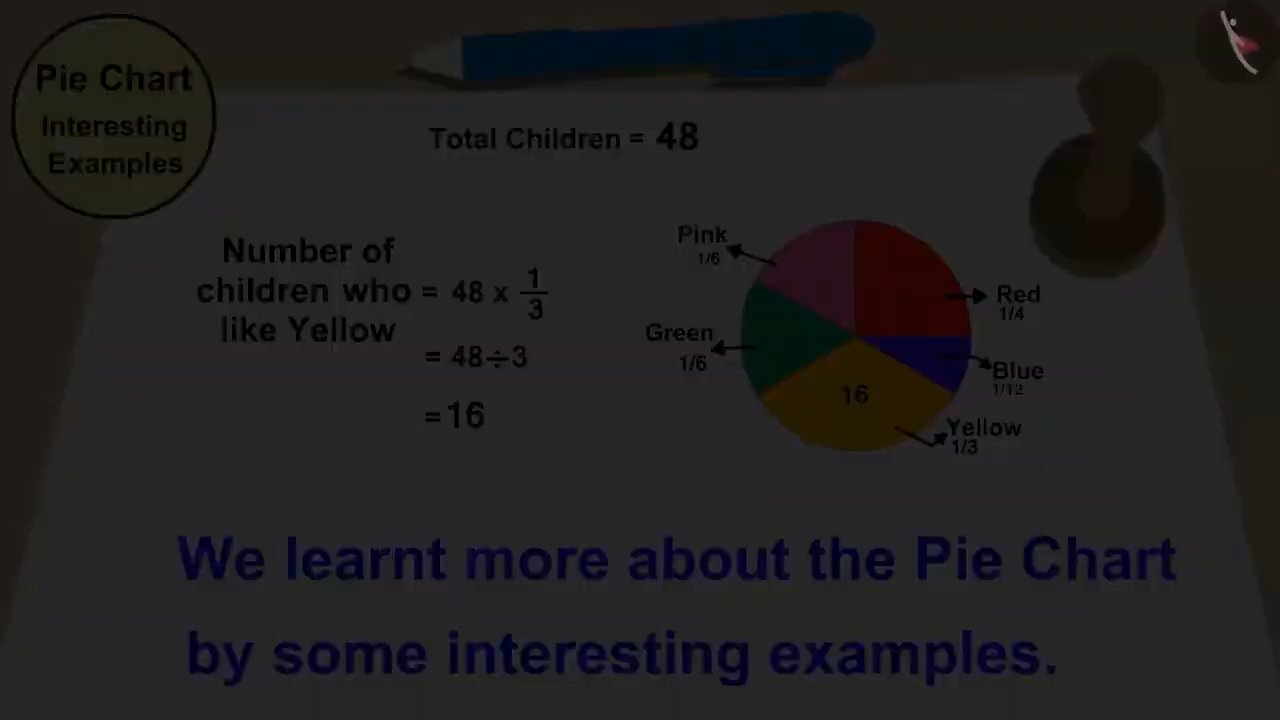 Pie Chart
Interesting
Examples
Total Children = 48
Number of
children who = 48 x 1/3
like Yellow
= 48÷3
=16
Pink
1/6
Red
1/4
Green
1/6
Blue
1/12
16
Yellow
1/3
We learnt more about the Pie Chart
by some interesting examples.